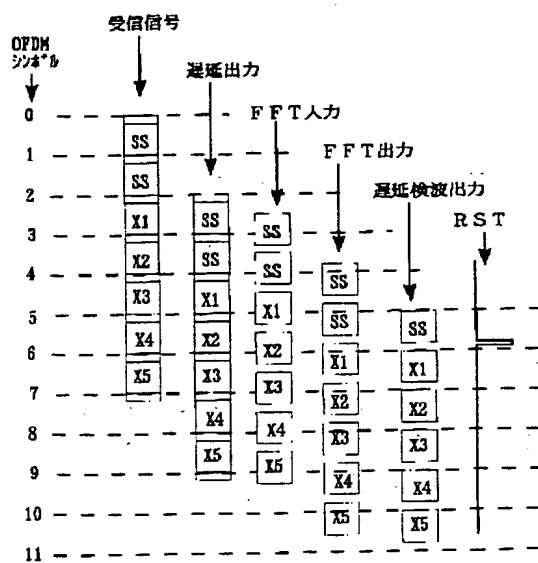 受信信号
OFDM
シンボル
遅延出力
FFT入力
FFT出力
遅延検波出力
RST
0
SS
1
SS
2
X1 SS
3 SS
X2 SS
4 SS SS
X3 X1 X1
5 SS SS
X4 X2 X2
6 X1 X1
X5 X3 X3
7 X2 X2
X4 X4
8 X3 X3
X5 X5
9 X4 X4
10 X5 X5
11